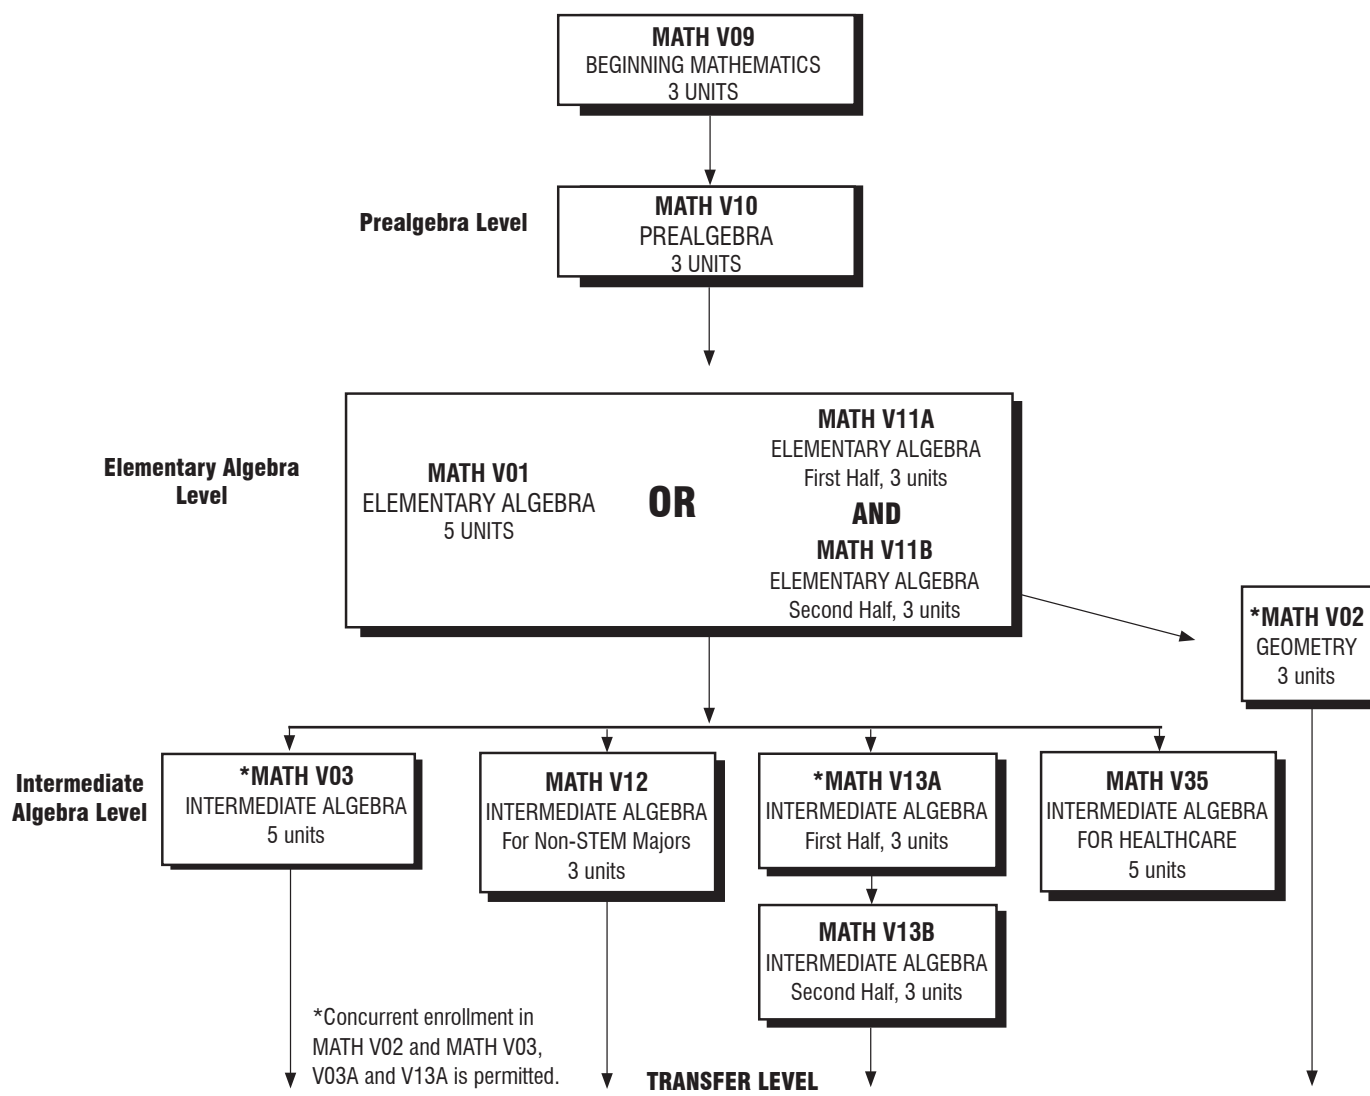 MATH V09
BEGINNING MATHEMATICS
3 UNITS
Prealgebra Level
MATH V10
PREALGEBRA
3 UNITS
Elementary Algebra
Level
MATH V01
ELEMENTARY ALGEBRA
5 UNITS
OR
MATH V11A
ELEMENTARY ALGEBRA
First Half, 3 units
AND
MATH V11B
ELEMENTARY ALGEBRA
Second Half, 3 units
*MATH V02
GEOMETRY
3 units
Intermediate
Algebra Level
*MATH V03
INTERMEDIATE ALGEBRA
5 units
MATH V12
INTERMEDIATE ALGEBRA
For Non-STEM Majors
3 units
*MATH V13A
INTERMEDIATE ALGEBRA
First Half, 3 units
MATH V35
INTERMEDIATE ALGEBRA
FOR HEALTHCARE
5 units
MATH V13B
INTERMEDIATE ALGEBRA
Second Half, 3 units
*Concurrent enrollment in
MATH V02 and MATH V03,
V03A and V13A is permitted.
TRANSFER LEVEL